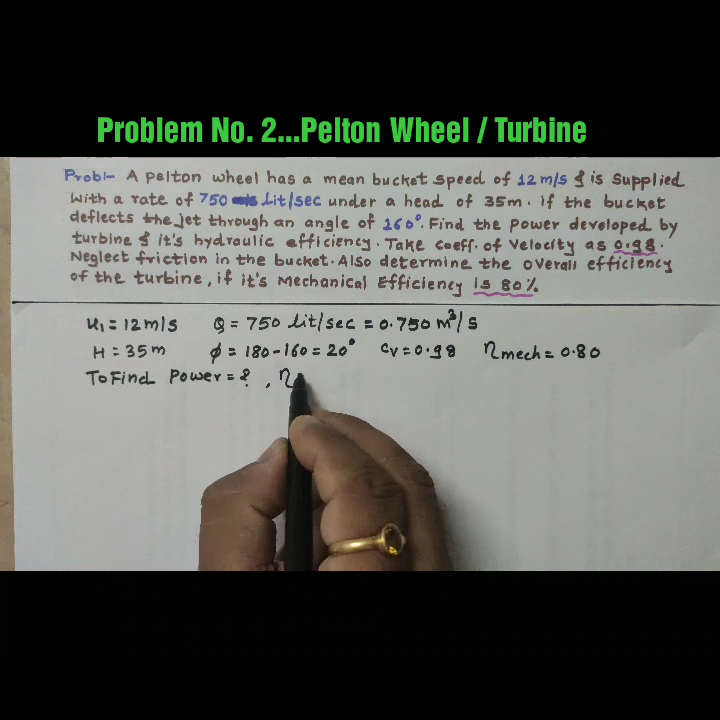 Problem No. 2...Pelton Wheel / Turbine
Prob:- A pelton wheel has a mean bucket speed of 12 m/s & is Supplied
with a rate of 750 lit/sec under a head of 35m. if the bucket
deflects the jet through an angle of 160°. Find the Power developed by
turbine & it's hydraulic efficiency. Take coeff. of Velocity as 0.98.
Neglect friction in the bucket. Also determine the overall efficiency
of the turbine, if it's Mechanical Efficiency is 80%.
u₁ = 12 m/s Q = 750 lit/sec = 0.750 m³/s
H = 35 m φ = 180-160 = 20° Cv = 0.98 ηmech = 0.80
To Find Power = ? , η